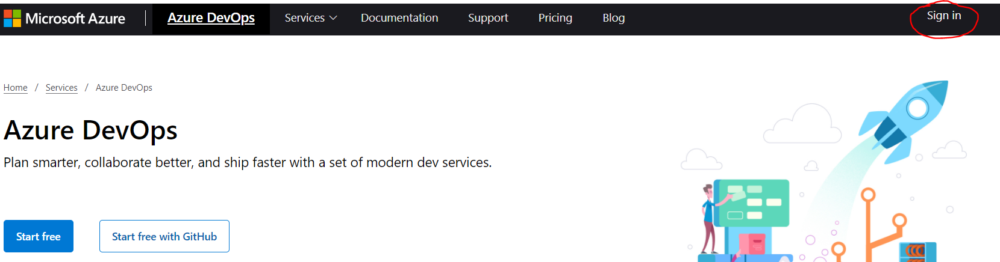 Microsoft Azure Azure DevOps Services Documentation Support Pricing Blog Sign in
Home / Services / Azure DevOps
Azure DevOps
Plan smarter, collaborate better, and ship faster with a set of modern dev services.
Start free Start free with GitHub